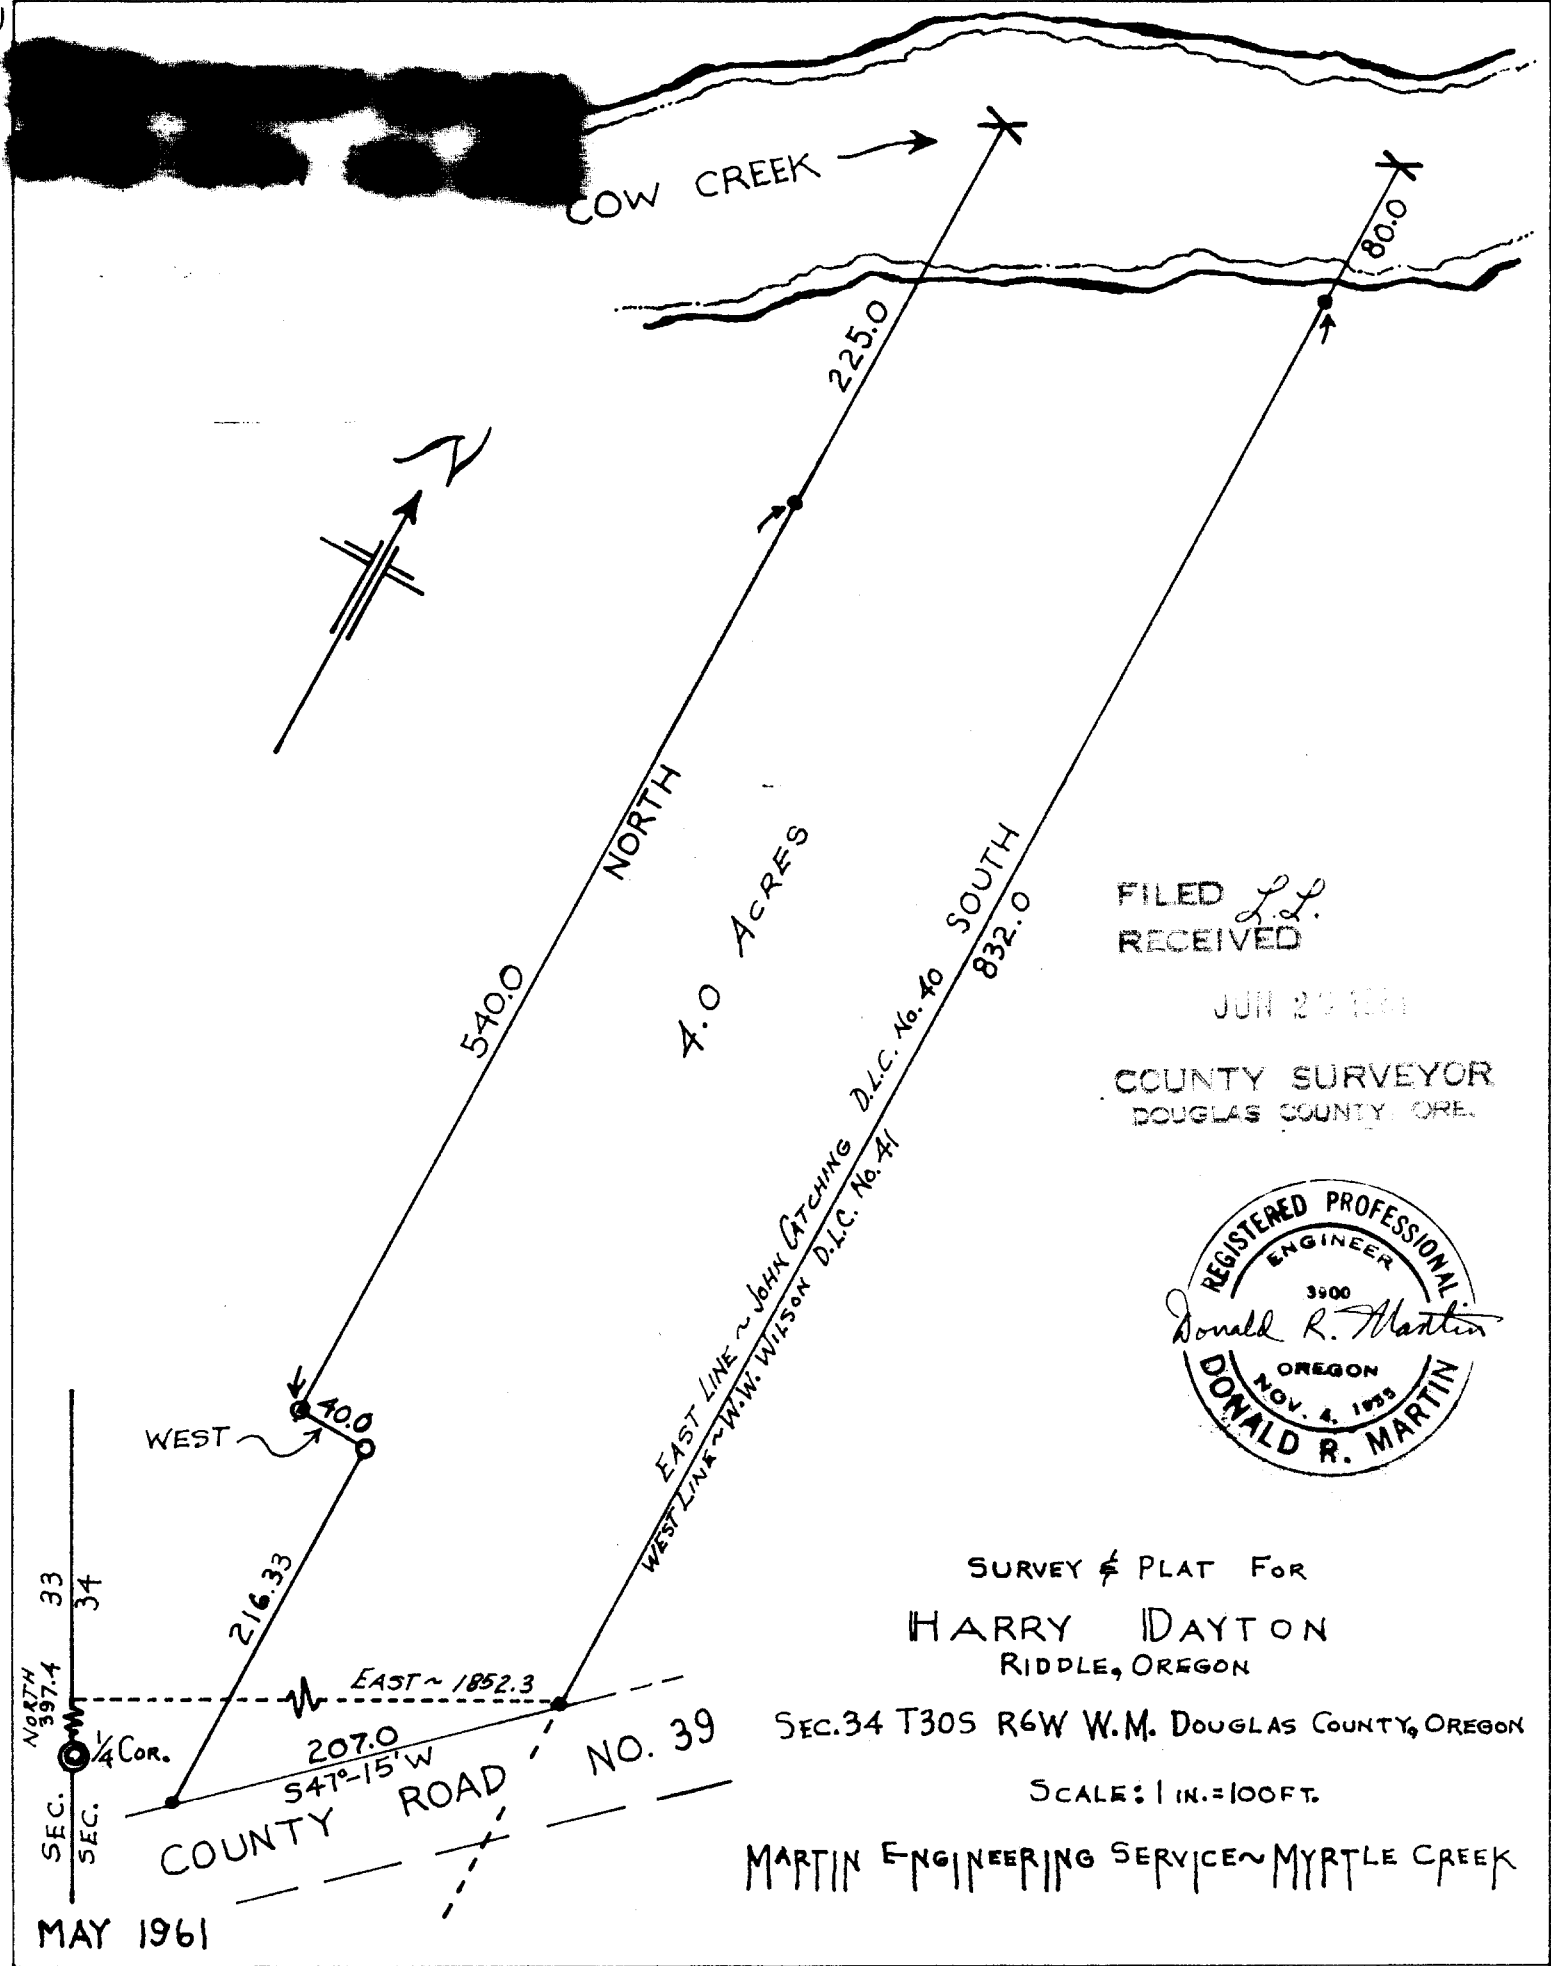 COW CREEK
80.0
225.0
N
NORTH
540.0
4.0 ACRES
SOUTH
832.0
EAST LINE ~ JOHN CATCHING D.L.C. No. 40
WEST LINE ~ W.W. WILSON D.L.C. No. 41
FILED L.L.
RECEIVED
JUN
COUNTY SURVEYOR
DOUGLAS COUNTY, ORE.
REGISTERED PROFESSIONAL
ENGINEER
3900
Donald R. Martin
OREGON
NOV. 4, 1955
DONALD R. MARTIN
40.0
WEST
216.33
33
34
NORTH
397.4
EAST ~ 1852.3
1/4 COR.
207.0
S47°-15'W
SEC.
SEC.
COUNTY ROAD NO. 39
SURVEY & PLAT FOR
HARRY DAYTON
RIDDLE, OREGON
SEC. 34 T30S R6W W.M. DOUGLAS COUNTY, OREGON
SCALE: 1 IN. = 100 FT.
MARTIN ENGINEERING SERVICE ~ MYRTLE CREEK
MAY 1961